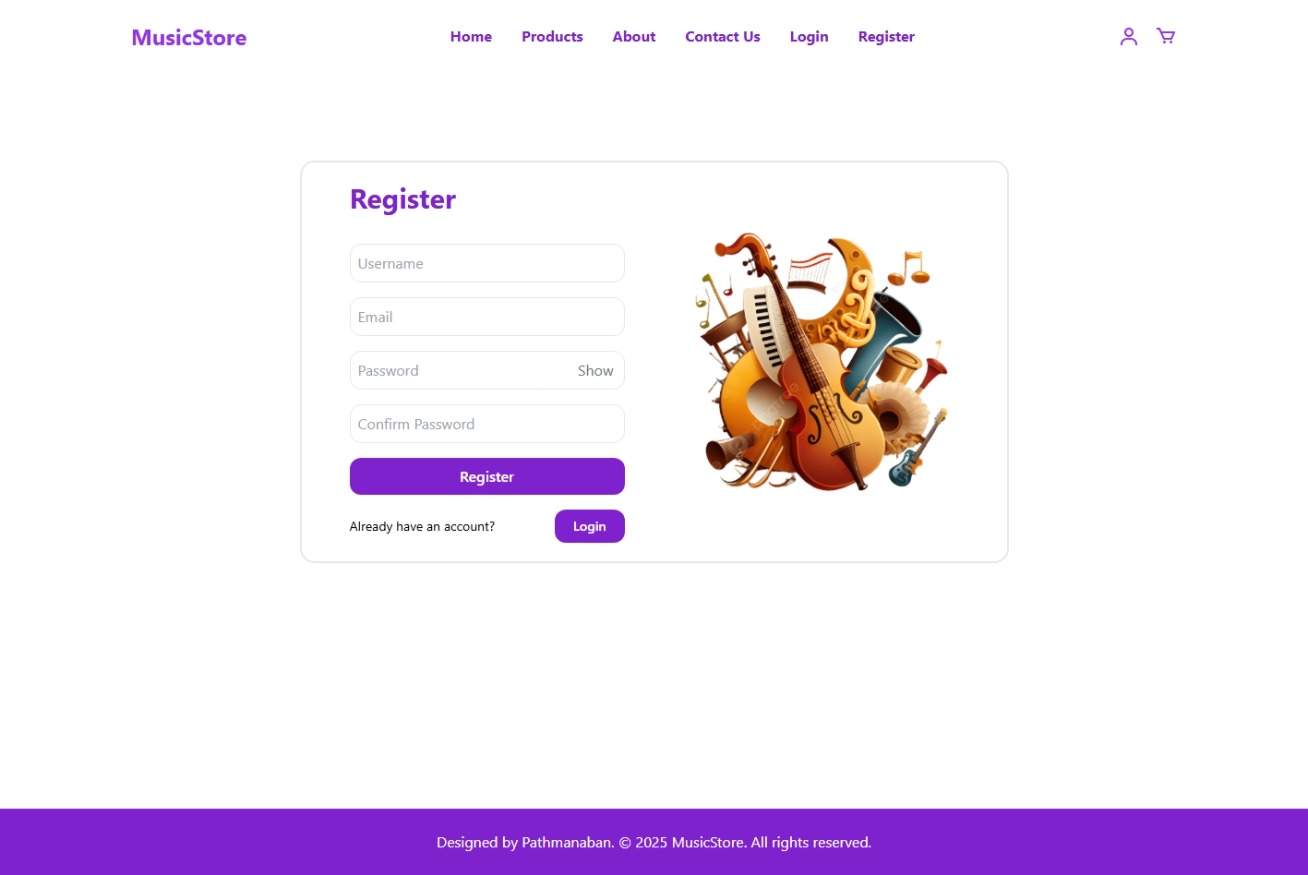 MusicStore
Home Products About Contact Us Login Register
Register
Username
Email
Password Show
Confirm Password
Register
Already have an account? Login
Designed by Pathmanaban. © 2025 MusicStore. All rights reserved.